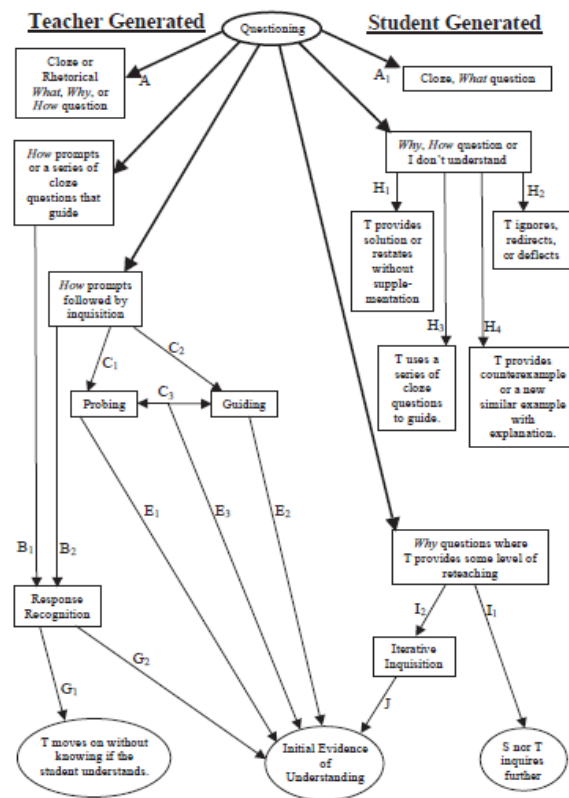 Teacher Generated
Questioning
Student Generated
Cloze or
Rhetorical
What, Why, or
How question
A
A1
Cloze, What question
How prompts
or a series of
cloze
questions that
guide
Why, How question or
I don't understand
H1
H2
T provides
solution or
restates
without
supple-
mentation
T ignores,
redirects,
or deflects
How prompts
followed by
inquisition
H3
H4
T uses a
series of
cloze
questions
to guide.
T provides
counterexample
or a new
similar example
with
explanation.
C1
C2
C3
Probing
Guiding
E1
E3
E2
B1
B2
Why questions where
T provides some level of
reteaching
Response
Recognition
I2
I1
Iterative
Inquisition
G1
G2
J
T moves on without
knowing if the
student understands.
Initial Evidence
of
Understanding
S nor T
inquires
further